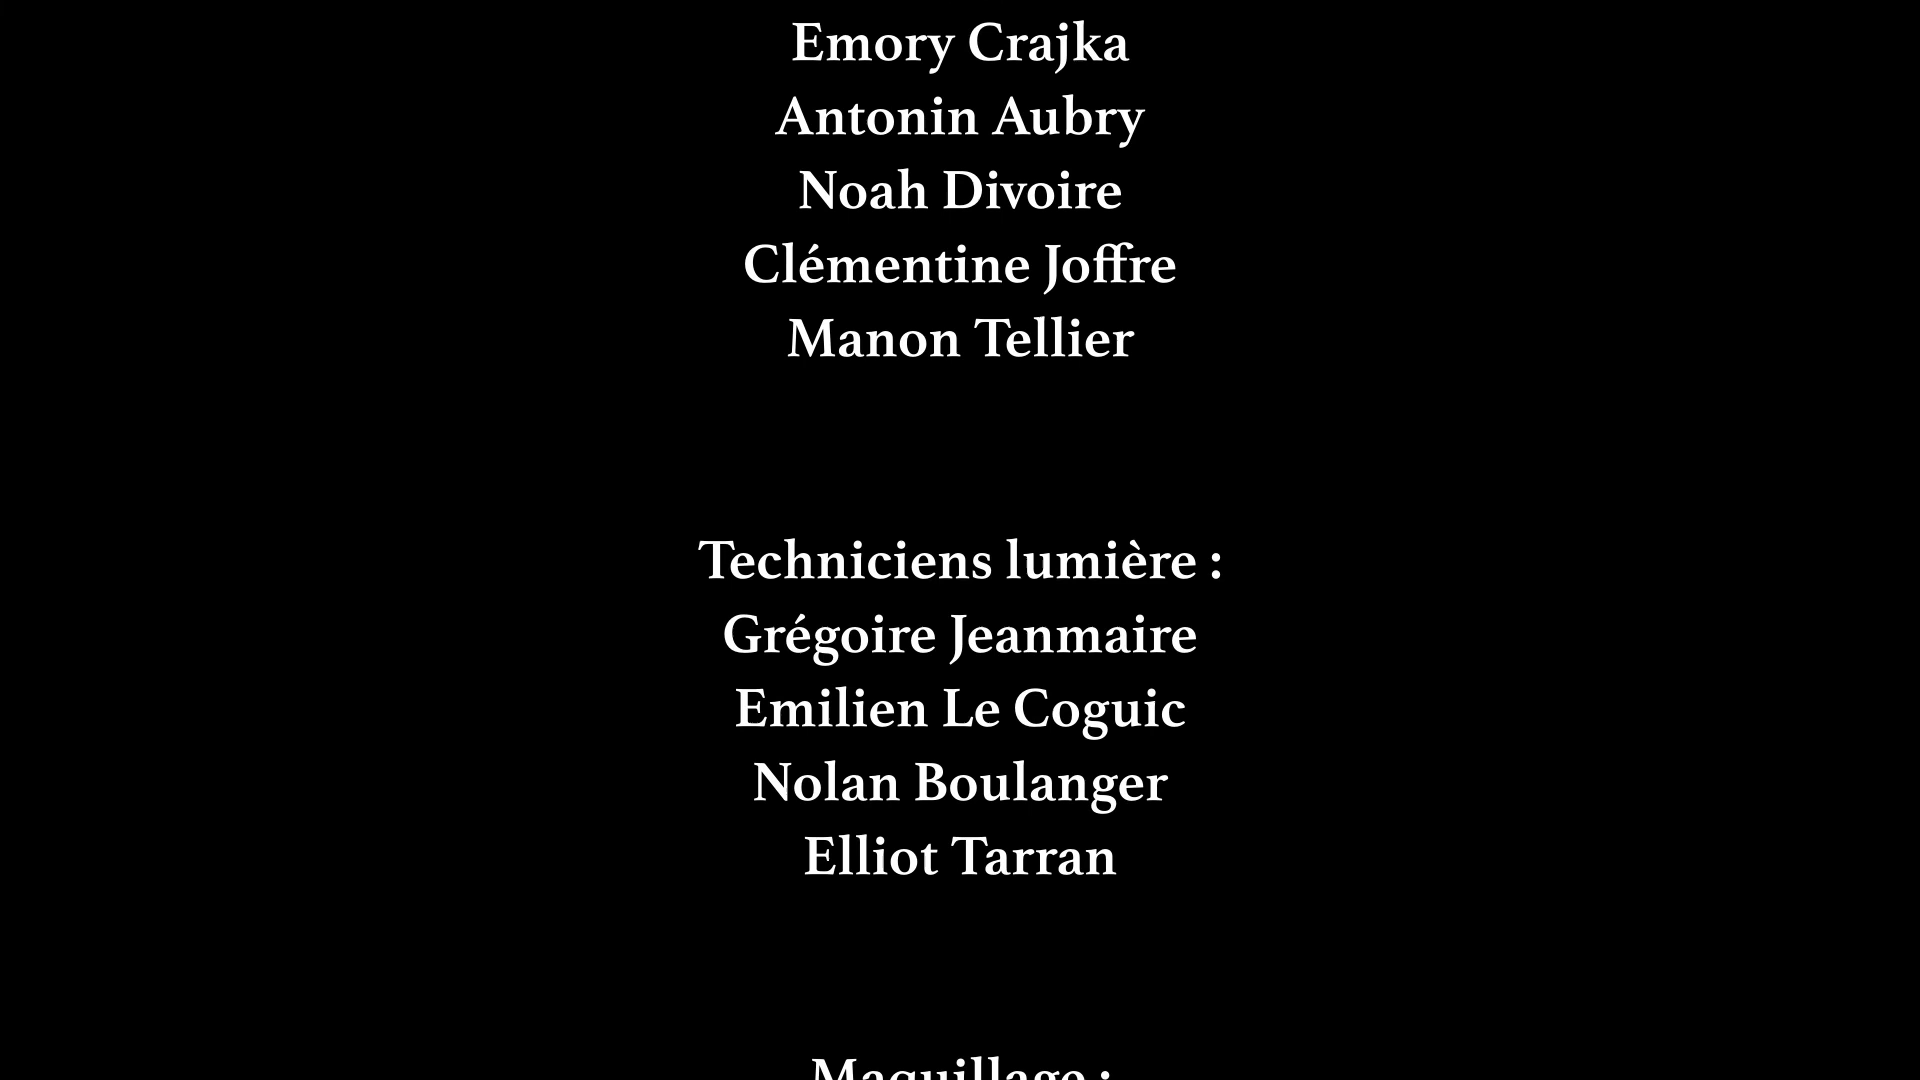 Emory Crajka
Antonin Aubry
Noah Divoire
Clémentine Joffre
Manon Tellier
Techniciens lumière :
Grégoire Jeanmaire
Emilien Le Coguic
Nolan Boulanger
Elliot Tarran
Maquillage :